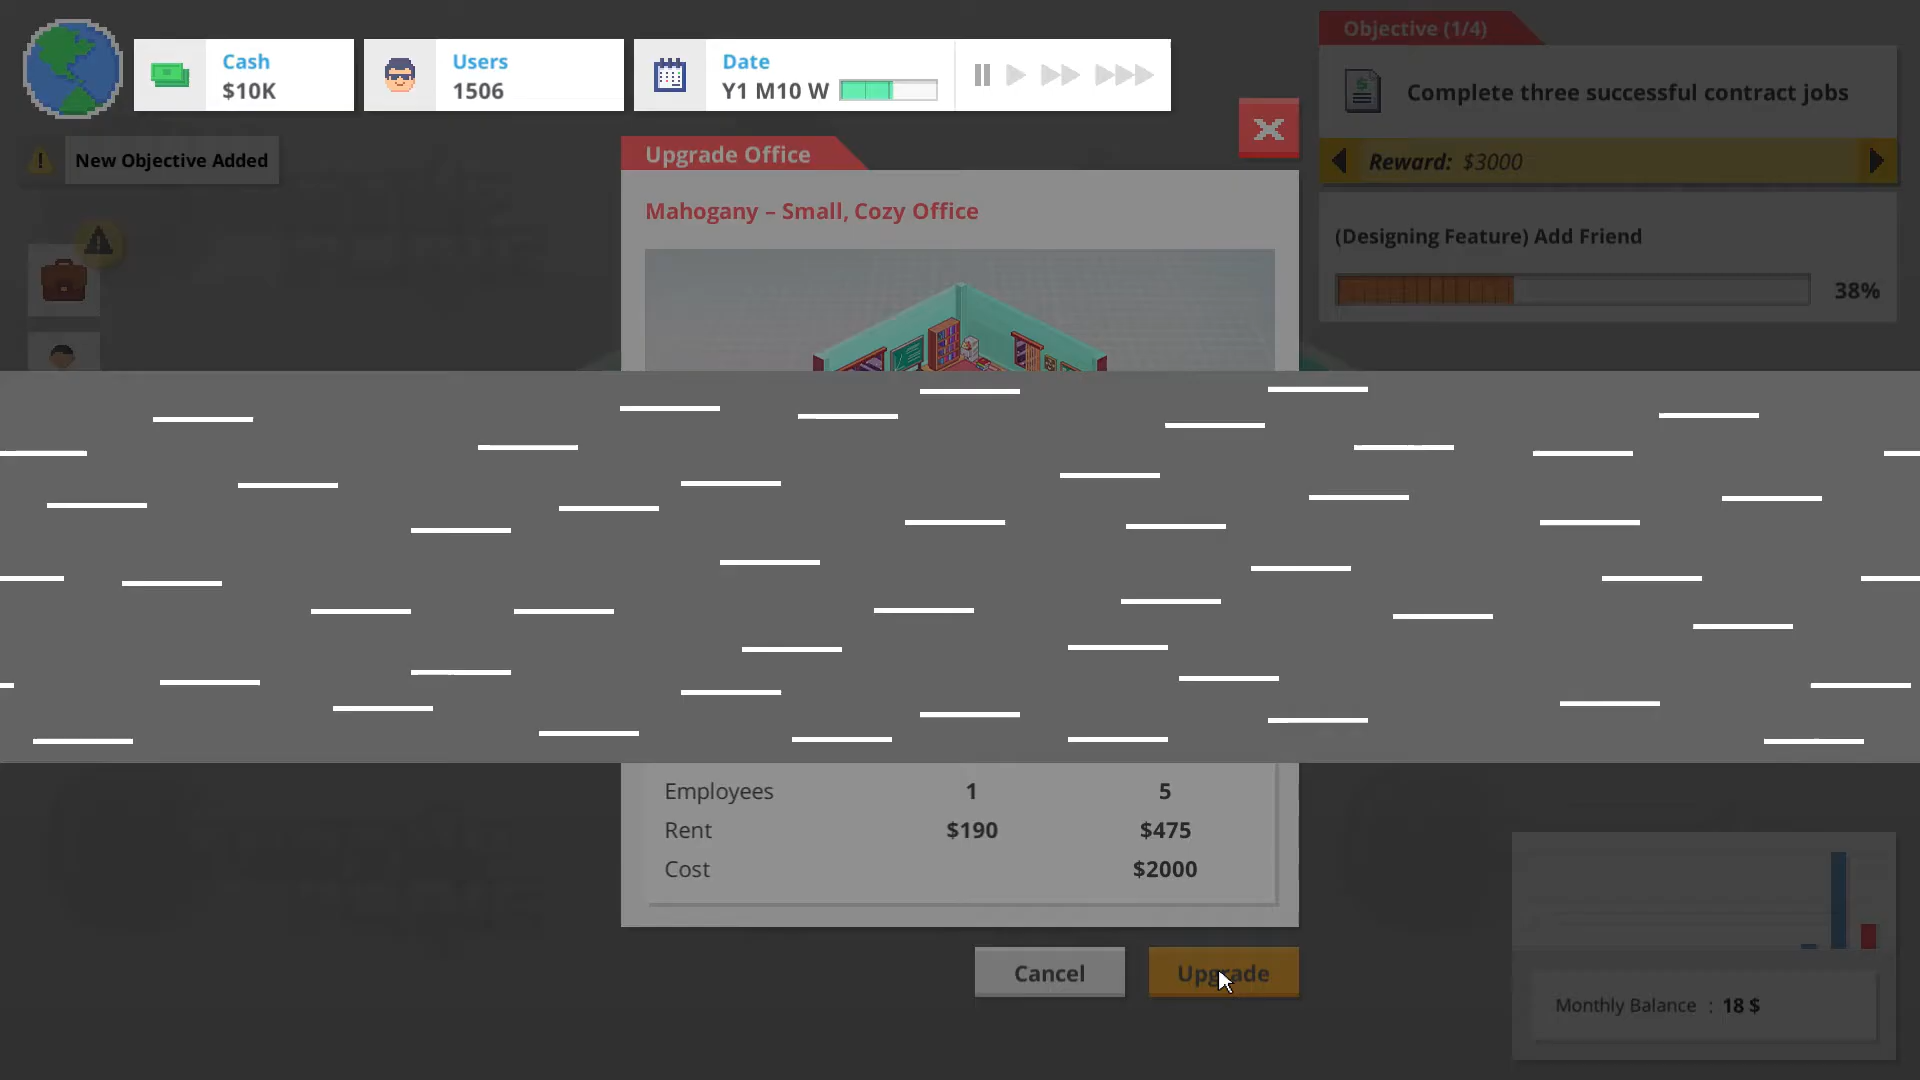 Cash
$10K
Users
1506
Date
Y1 M10 W
Objective (1/4)
Complete three successful contract jobs
Reward: $3000
New Objective Added
Upgrade Office
Mahogany – Small, Cozy Office
(Designing Feature) Add Friend
38%
Employees 1 5
Rent $190 $475
Cost $2000
Cancel
Upgrade
Monthly Balance : 18 $